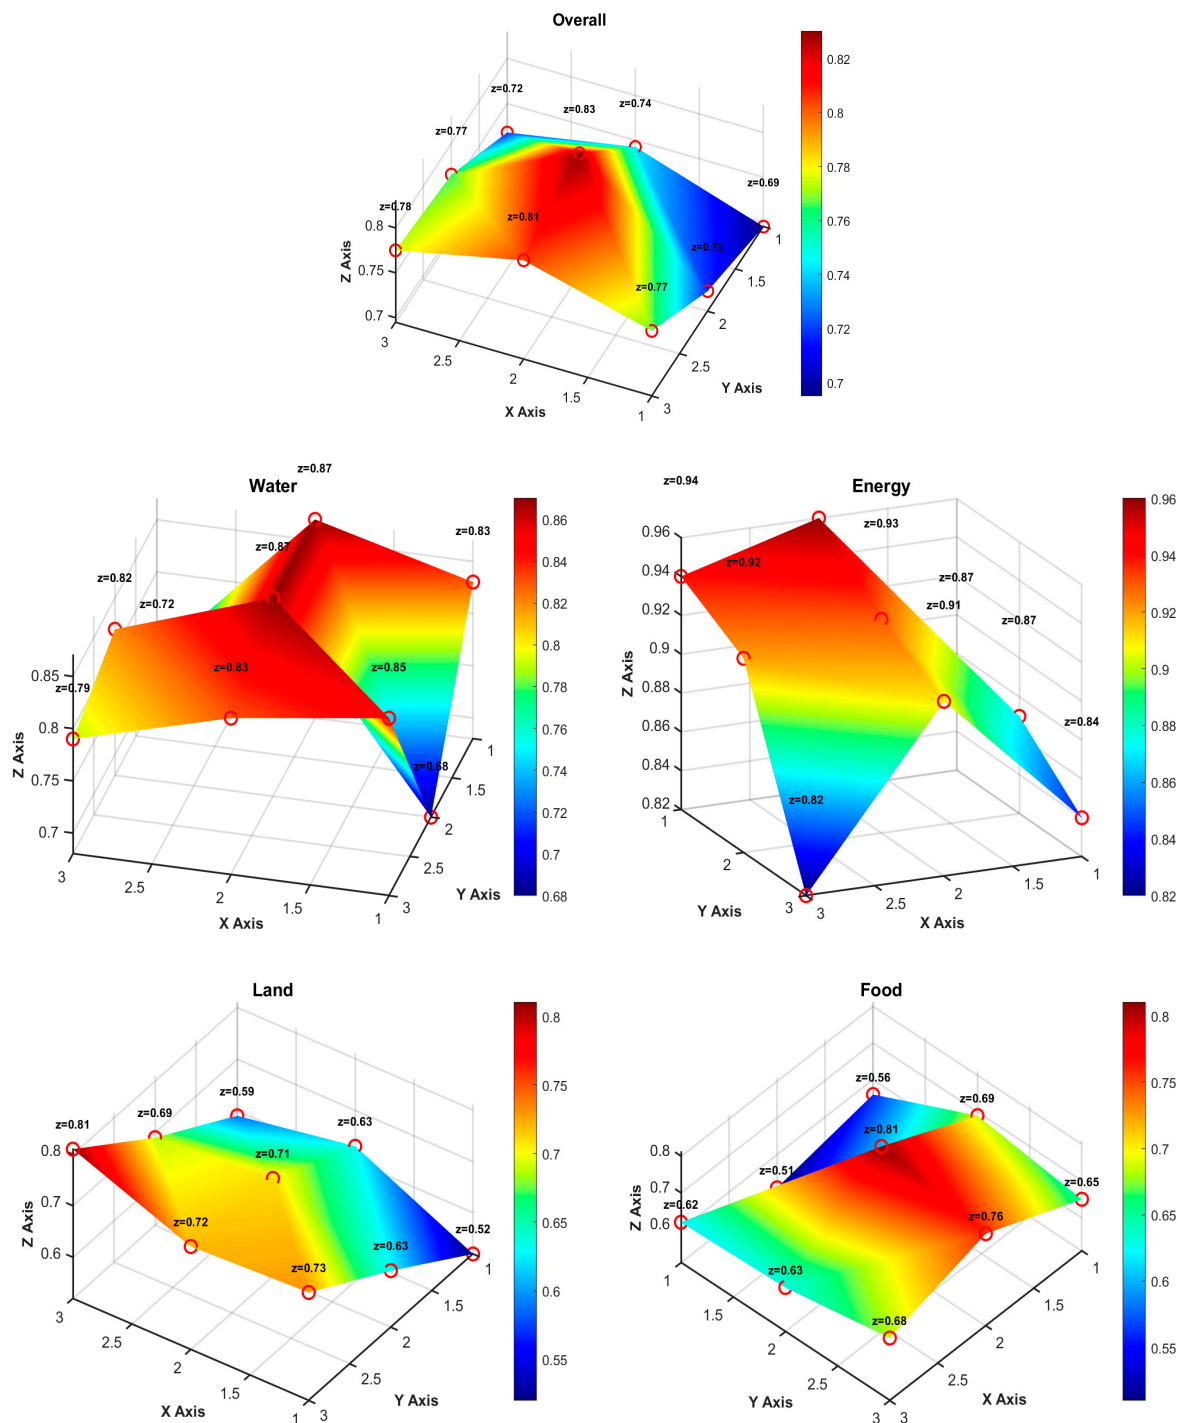 Overall
0.82
z=0.72
z=0.83
z=0.74
0.8
z=0.77
0.78
z=0.69
z=0.78
z=0.81
0.76
0.8
1
z=0.72
Z Axis
0.75
1.5
0.74
z=0.77
0.7
2
0.72
3
2.5
2.5
2
Y Axis
0.7
1.5
X Axis
1 3
z=0.87
Water
0.86
z=0.83
z=0.87
0.84
z=0.82
z=0.72
0.82
0.85
z=0.83
z=0.85
0.8
z=0.79
0.78
0.8
Z Axis
1
0.76
z=0.68
0.75
1.5
0.74
2
0.72
0.7
2.5
0.7
3
2.5
2
1.5
1 3
Y Axis
0.68
X Axis
z=0.94
Energy
0.96
0.96
z=0.93
0.94
0.94
z=0.92
z=0.87
0.92
z=0.91
0.92
z=0.87
0.9
0.9
Z Axis
0.88
0.88
z=0.84
0.86
0.86
0.84
z=0.82
0.82
0.84
1
2
1
1.5
2
2.5
Y Axis
3 3
X Axis
0.82
Land
0.8
z=0.59
z=0.81
z=0.69
z=0.63
0.75
0.8
z=0.71
0.7
0.7
Z Axis
z=0.72
z=0.52
0.65
z=0.63
z=0.73
0.6
1
0.6
1.5
3
2
2.5
0.55
2
2.5
1.5
Y Axis
X Axis
1 3
Food
0.8
z=0.56
z=0.69
0.75
z=0.81
0.8
z=0.51
0.7
z=0.65
0.7
z=0.62
Z Axis
z=0.76
0.6
0.65
z=0.63
1
1
0.6
z=0.68
1.5
1.5
2
2
0.55
2.5
2.5
Y Axis
X Axis
3 3